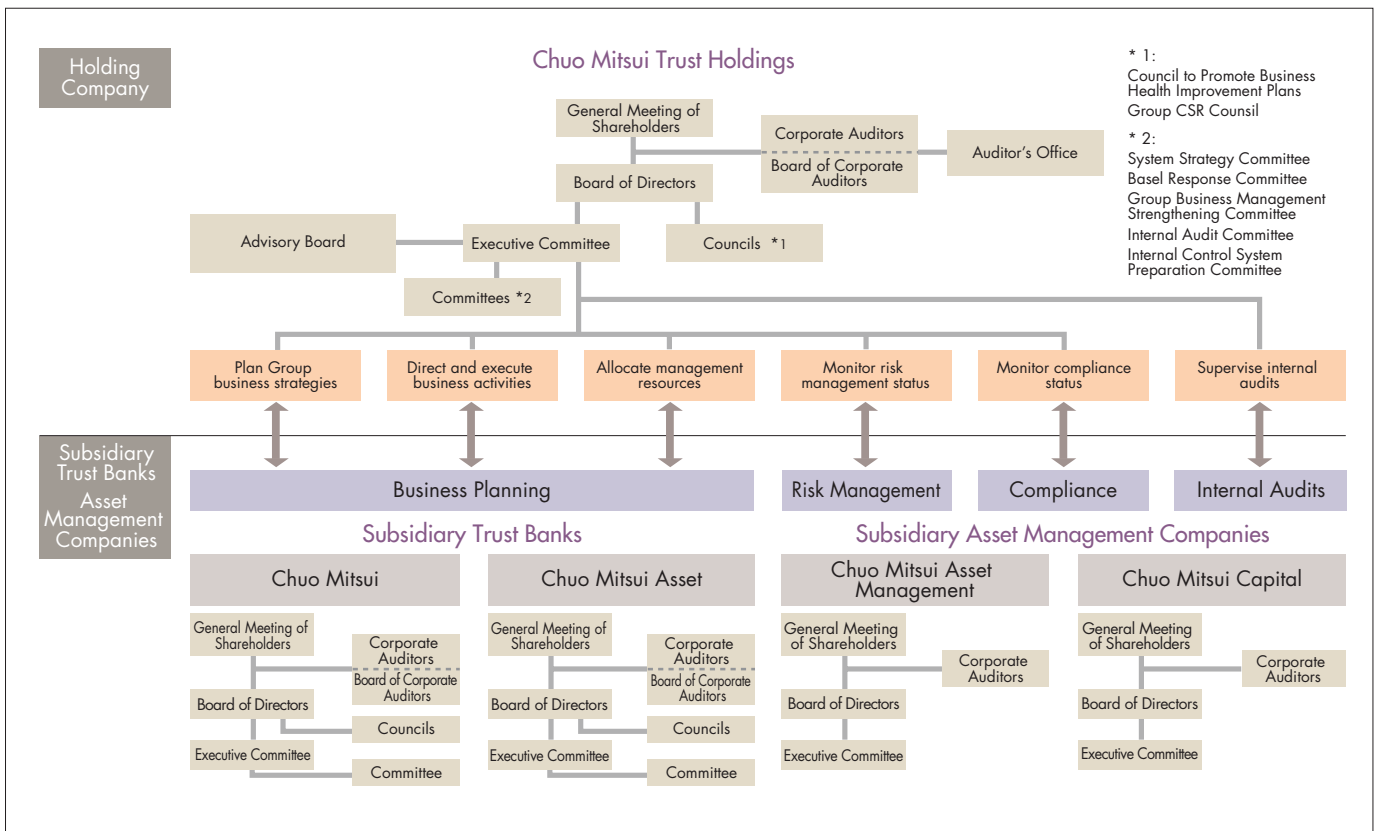 Holding
Company
Chuo Mitsui Trust Holdings
* 1:
Council to Promote Business
Health Improvement Plans
Group CSR Counsil
* 2:
System Strategy Committee
Basel Response Committee
Group Business Management
Strengthening Committee
Internal Audit Committee
Internal Control System
Preparation Committee
General Meeting of
Shareholders
Corporate Auditors
Board of Corporate
Auditors
Auditor's Office
Board of Directors
Advisory Board
Executive Committee
Councils *1
Committees *2
Plan Group
business strategies
Direct and execute
business activities
Allocate management
resources
Monitor risk
management status
Monitor compliance
status
Supervise internal
audits
Subsidiary
Trust Banks
Asset
Management
Companies
Business Planning
Risk Management
Compliance
Internal Audits
Subsidiary Trust Banks
Subsidiary Asset Management Companies
Chuo Mitsui
General Meeting of
Shareholders
Corporate
Auditors
Board of Corporate
Auditors
Board of Directors
Councils
Executive Committee
Committee
Chuo Mitsui Asset
General Meeting of
Shareholders
Corporate
Auditors
Board of Corporate
Auditors
Board of Directors
Councils
Executive Committee
Committee
Chuo Mitsui Asset
Management
General Meeting
of Shareholders
Corporate
Auditors
Board of Directors
Executive Committee
Chuo Mitsui Capital
General Meeting
of Shareholders
Corporate
Auditors
Board of Directors
Executive Committee